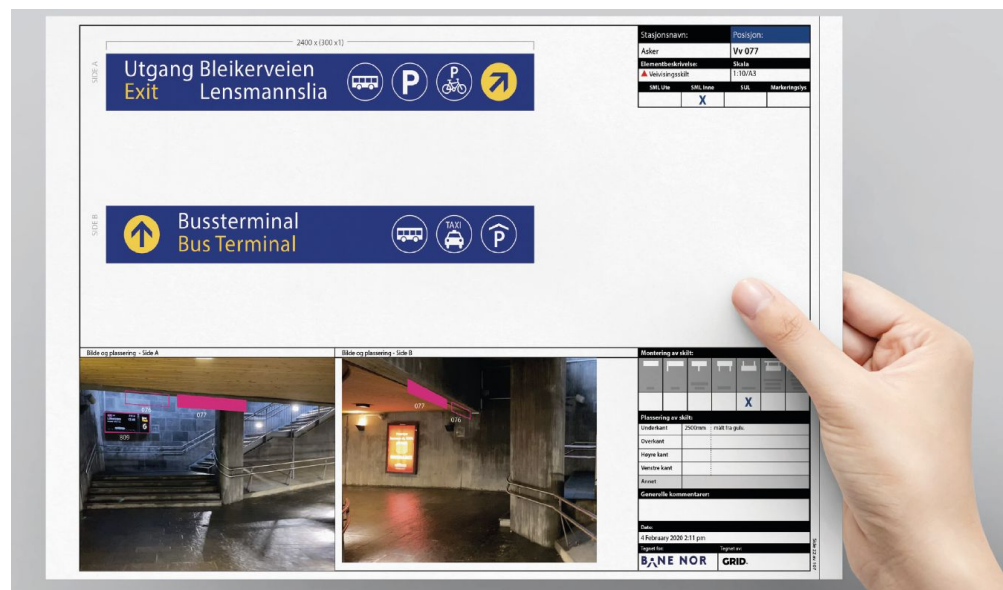 2400 x (300 x1)
SIDE A
Utgang Bleikerveien
Exit Lensmannslia
P
P
SIDE B
Bussterminal
Bus Terminal
TAXI
P
Stasjonsnavn:
Posisjon:
Asker
Vv 077
Elementbeskrivelse:
Skala
Veivisingsskilt
1:10/A3
SML Ute
SML Inne
SUL
Markeringslys
X
Bilde og plassering - Side A
Bilde og plassering - Side B
076
077
809
077
076
Montering av skilt:
X
Plassering av skilt:
Underkant
2500mm
målt fra gulv.
Overkant
Høyre kant
Venstre kant
Annet
Generelle kommentarer:
Dato:
4 February 2020 2:11 pm
Tegnet for:
Tegnet av:
BANE NOR
GRID.